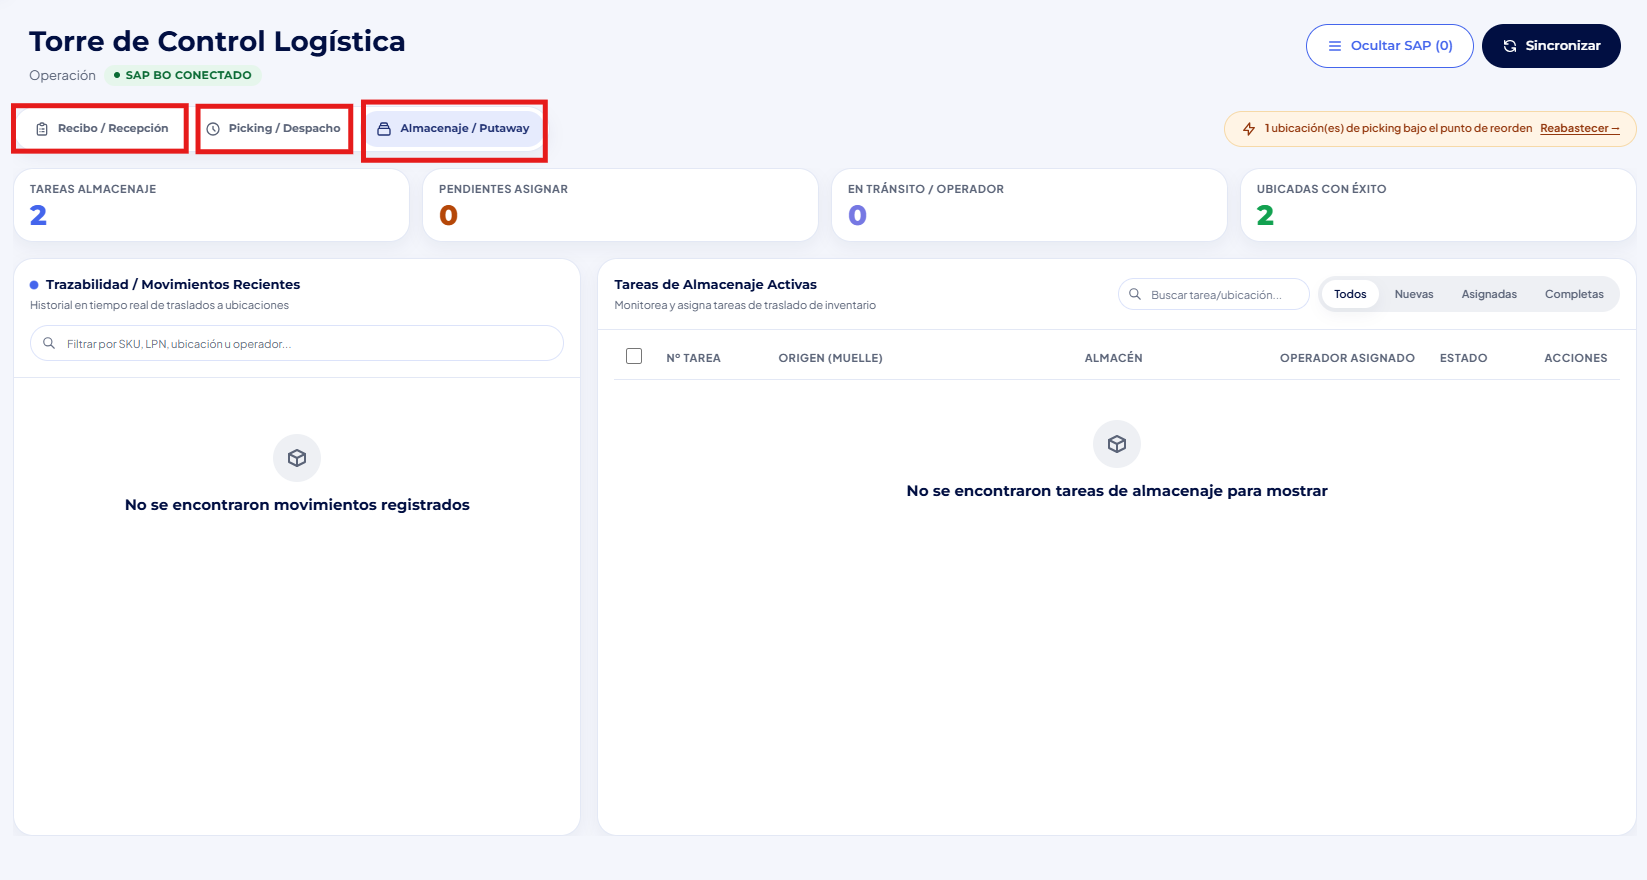 Torre de Control Logística
Operación
SAP BO CONECTADO
Ocultar SAP (0)
Sincronizar
Recibo / Recepción
Picking / Despacho
Almacenaje / Putaway
1 ubicación(es) de picking bajo el punto de reorden Reabastecer →
TAREAS ALMACENAJE
2
PENDIENTES ASIGNAR
0
EN TRÁNSITO / OPERADOR
0
UBICADAS CON ÉXITO
2
Trazabilidad / Movimientos Recientes
Historial en tiempo real de traslados a ubicaciones
Filtrar por SKU, LPN, ubicación u operador...
No se encontraron movimientos registrados
Tareas de Almacenaje Activas
Monitorea y asigna tareas de traslado de inventario
Buscar tarea/ubicación...
Todos
Nuevas
Asignadas
Completas
Nº TAREA
ORIGEN (MUELLE)
ALMACÉN
OPERADOR ASIGNADO
ESTADO
ACCIONES
No se encontraron tareas de almacenaje para mostrar